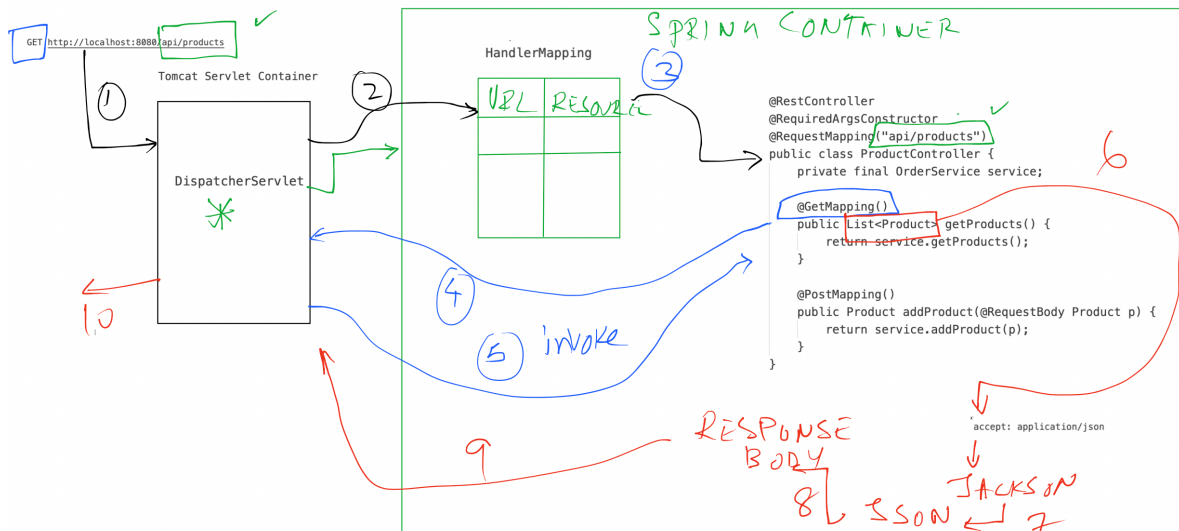 SPRING CONTAINER
GET http://localhost:8080/api/products
HandlerMapping
Tomcat Servlet Container
1
2
3
URL RESOURCE
@RestController
@RequiredArgsConstructor
@RequestMapping("api/products")
public class ProductController {
private final OrderService service;
6
DispatcherServlet
@GetMapping()
public List<Product> getProducts() {
return service.getProducts();
}
4
10
@PostMapping()
public Product addProduct(@RequestBody Product p) {
return service.addProduct(p);
}
}
5 invoke
accept: application/json
RESPONSE
BODY
9
JACKSON
8
JSON
7